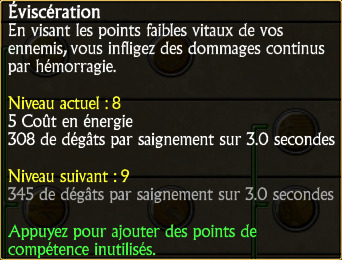 Éviscération
En visant les points faibles vitaux de vos
ennemis, vous infligez des dommages continus
par hémorragie.
Niveau actuel : 8
5 Coût en énergie
308 de dégâts par saignement sur 3.0 secondes
Niveau suivant : 9
345 de dégâts par saignement sur 3.0 secondes
Appuyez pour ajouter des points de
compétence inutilisés.